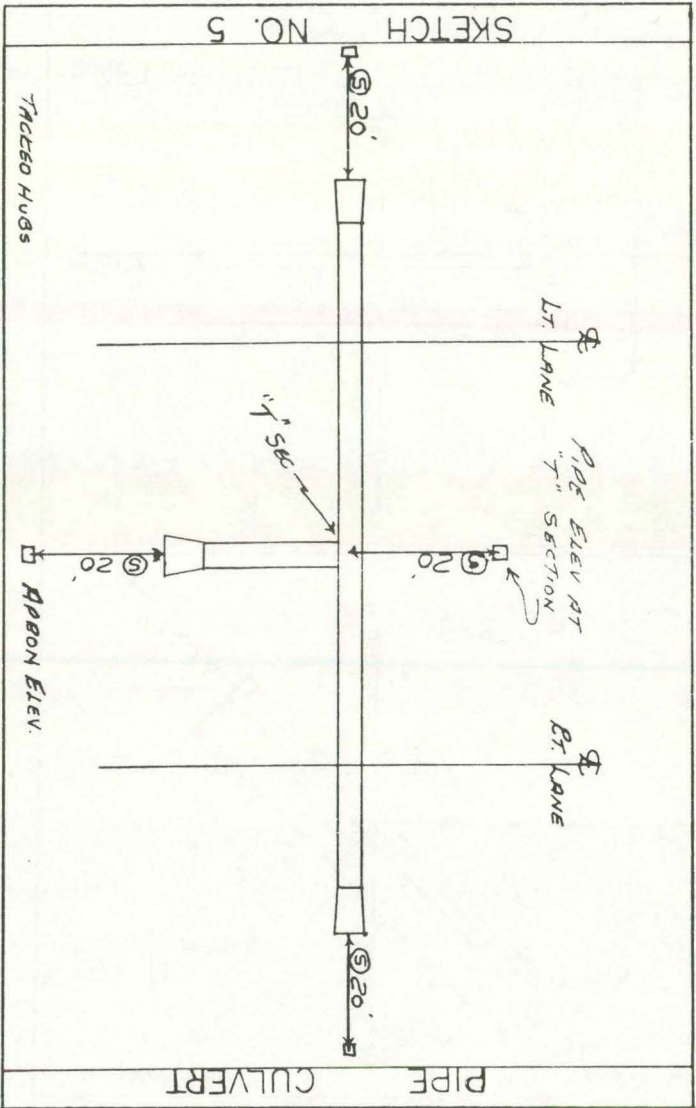 SKETCH NO. 5
Ⓢ 20'
TACKED HUBS
LT. LANE
℄
PIPE ELEV AT
"T" SECTION
"T" SEC
Ⓢ 20'
Ⓢ 20'
APRON ELEV.
RT. LANE
℄
Ⓢ 20'
PIPE CULVERT